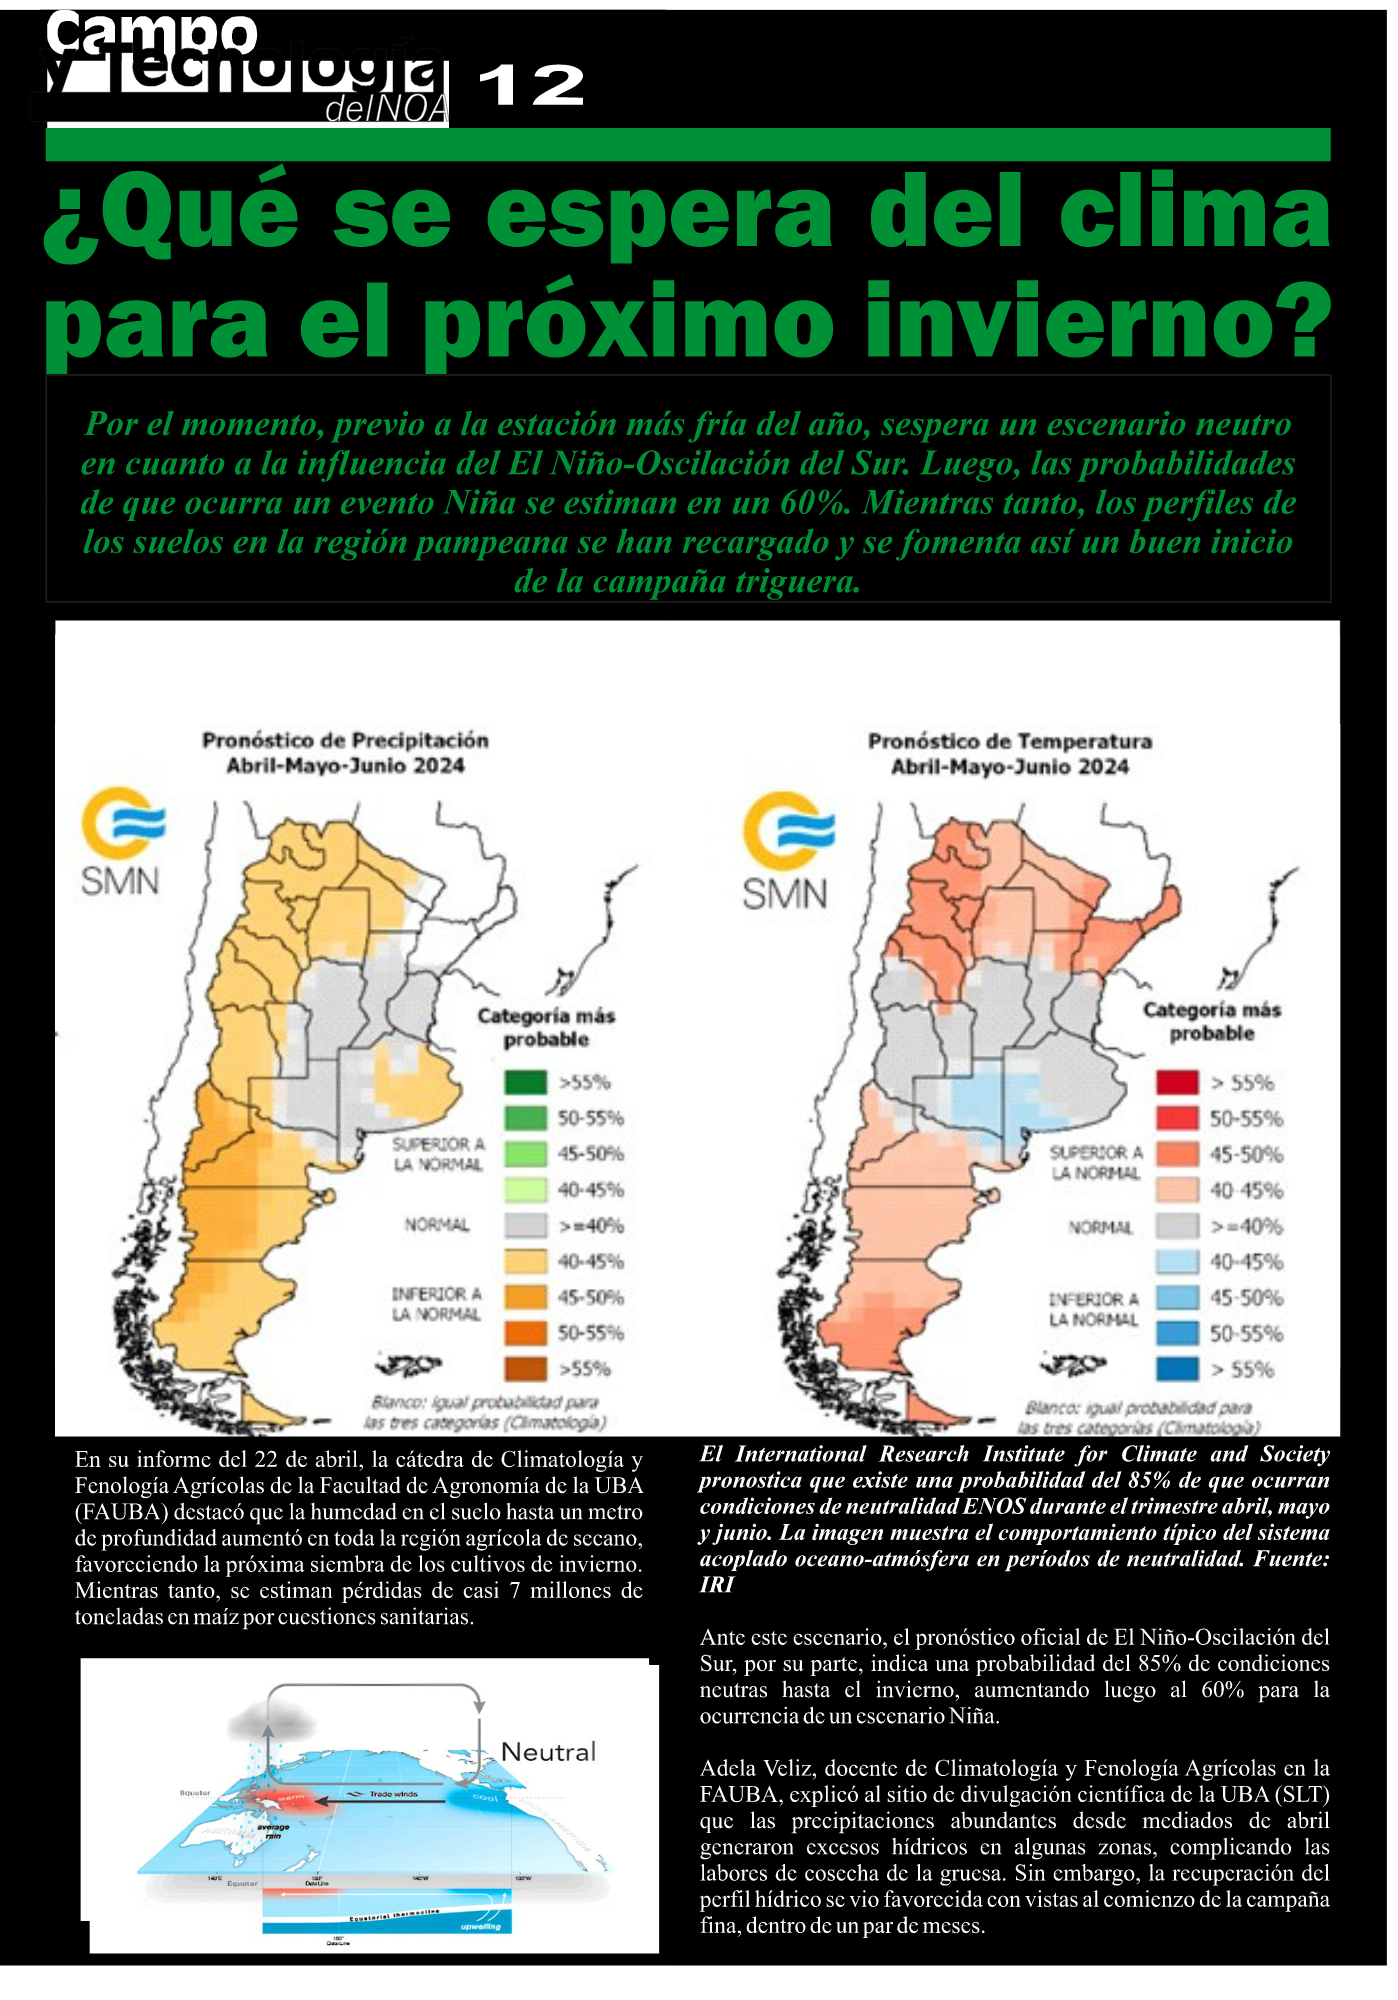 Campo
y Tecnología
del NOA
12
¿Qué se espera del clima
para el próximo invierno?
Por el momento, previo a la estación más fría del año, sespera un escenario neutro
en cuanto a la influencia del El Niño-Oscilación del Sur. Luego, las probabilidades
de que ocurra un evento Niña se estiman en un 60%. Mientras tanto, los perfiles de
los suelos en la región pampeana se han recargado y se fomenta así un buen inicio
de la campaña triguera.
Pronóstico de Precipitación
Abril-Mayo-Junio 2024
SMN
Categoría más
probable
>55%
50-55%
SUPERIOR A
LA NORMAL
45-50%
40-45%
NORMAL
>=40%
40-45%
INFERIOR A
LA NORMAL
45-50%
50-55%
>55%
Blanco: igual probabilidad para
las tres categorías (Climatología)
Pronóstico de Temperatura
Abril-Mayo-Junio 2024
SMN
Categoría más
probable
> 55%
50-55%
SUPERIOR A
LA NORMAL
45-50%
40-45%
NORMAL
>=40%
40-45%
INFERIOR A
LA NORMAL
45-50%
50-55%
> 55%
Blanco: igual probabilidad para
las tres categorías (Climatología)
En su informe del 22 de abril, la cátedra de Climatología y
Fenología Agrícolas de la Facultad de Agronomía de la UBA
(FAUBA) destacó que la humedad en el suelo hasta un metro
de profundidad aumentó en toda la región agrícola de secano,
favoreciendo la próxima siembra de los cultivos de invierno.
Mientras tanto, se estiman pérdidas de casi 7 millones de
toneladas en maíz por cuestiones sanitarias.
Neutral
Equator
warm
Trade winds
cool
average
rain
AUSTRALIA
AMERICA
140°E
180°
Date Line
140°W
100°W
Equator
Equatorial thermocline
upwelling
180°
Date Line
El International Research Institute for Climate and Society
pronostica que existe una probabilidad del 85% de que ocurran
condiciones de neutralidad ENOS durante el trimestre abril, mayo
y junio. La imagen muestra el comportamiento típico del sistema
acoplado oceano-atmósfera en períodos de neutralidad. Fuente:
IRI
Ante este escenario, el pronóstico oficial de El Niño-Oscilación del
Sur, por su parte, indica una probabilidad del 85% de condiciones
neutras hasta el invierno, aumentando luego al 60% para la
ocurrencia de un escenario Niña.
Adela Veliz, docente de Climatología y Fenología Agrícolas en la
FAUBA, explicó al sitio de divulgación científica de la UBA (SLT)
que las precipitaciones abundantes desde mediados de abril
generaron excesos hídricos en algunas zonas, complicando las
labores de cosecha de la gruesa. Sin embargo, la recuperación del
perfil hídrico se vio favorecida con vistas al comienzo de la campaña
fina, dentro de un par de meses.